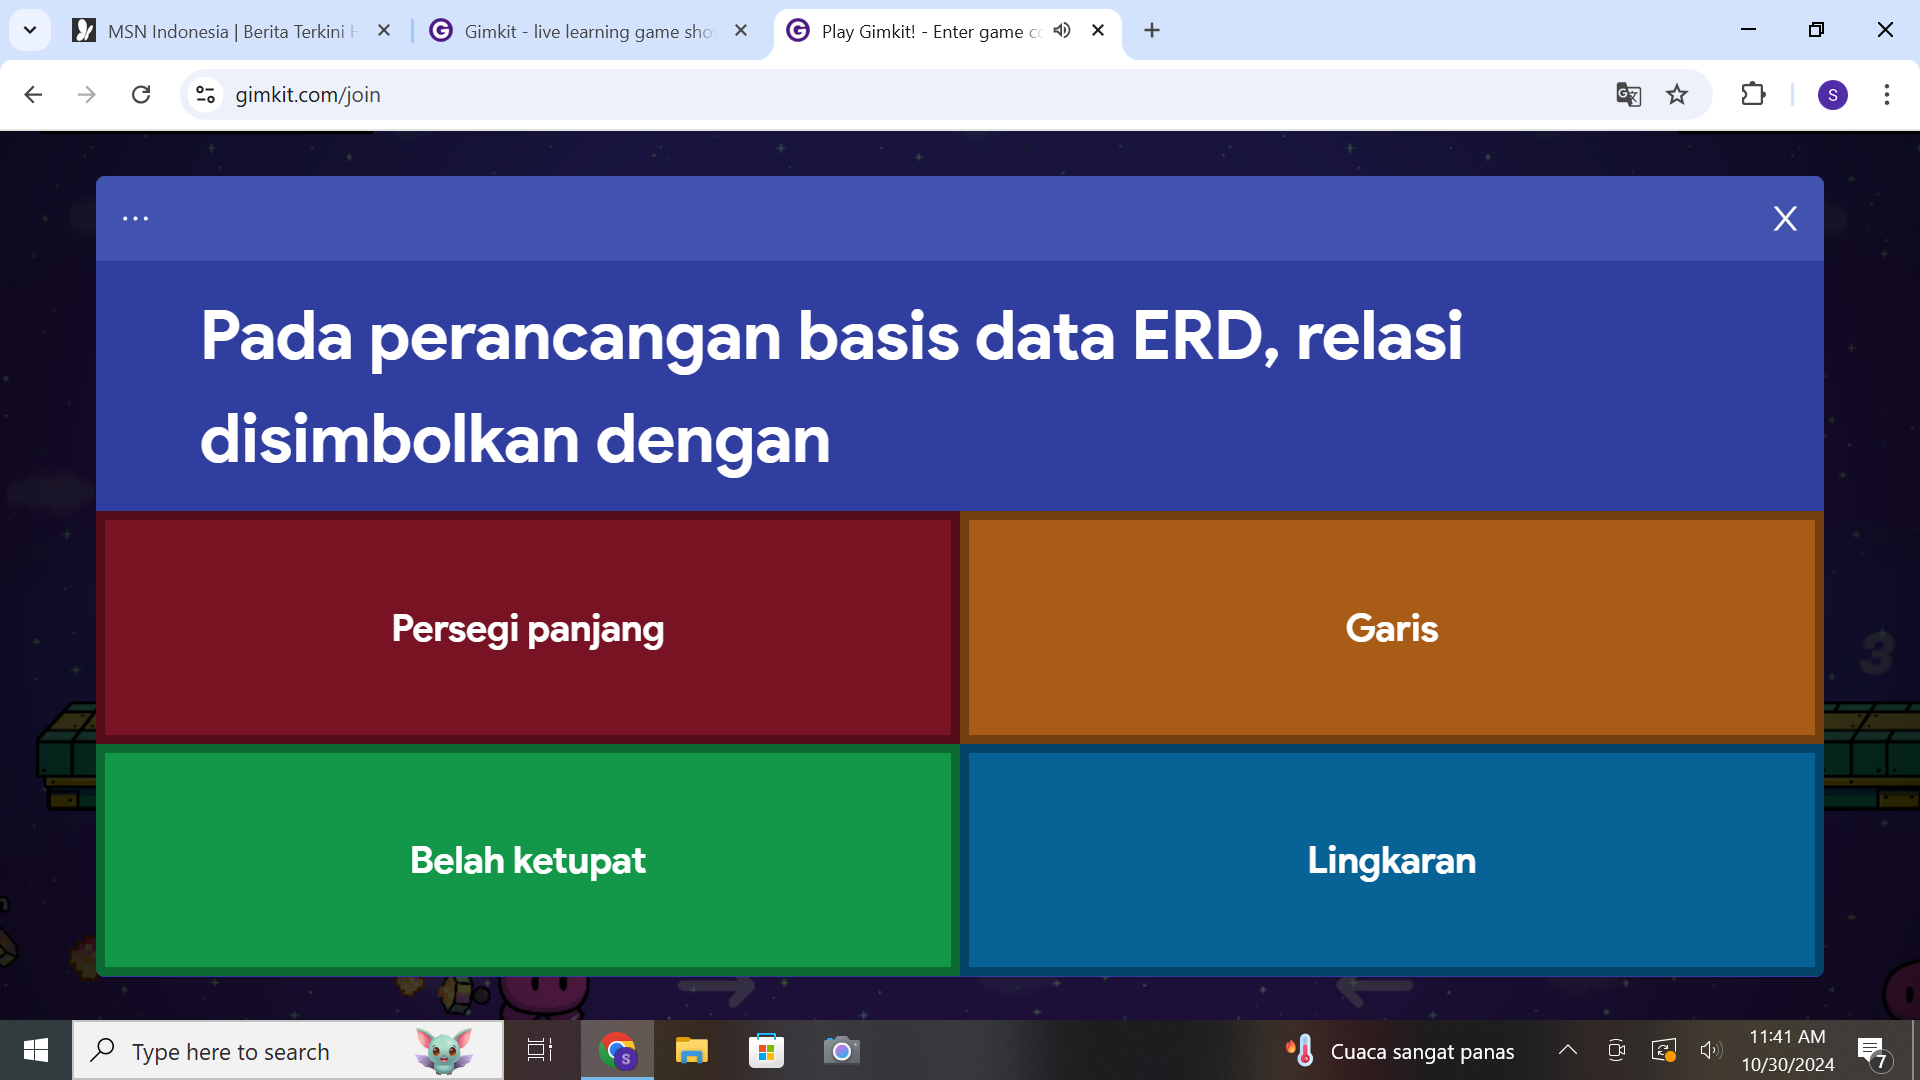 MSN Indonesia | Berita Terkini H
Gimkit - live learning game sho
Play Gimkit! - Enter game co
gimkit.com/join
S
...
X
Pada perancangan basis data ERD, relasi
disimbolkan dengan
Persegi panjang
Garis
3
Belah ketupat
Lingkaran
Type here to search
S
Cuaca sangat panas
11:41 AM
10/30/2024
7